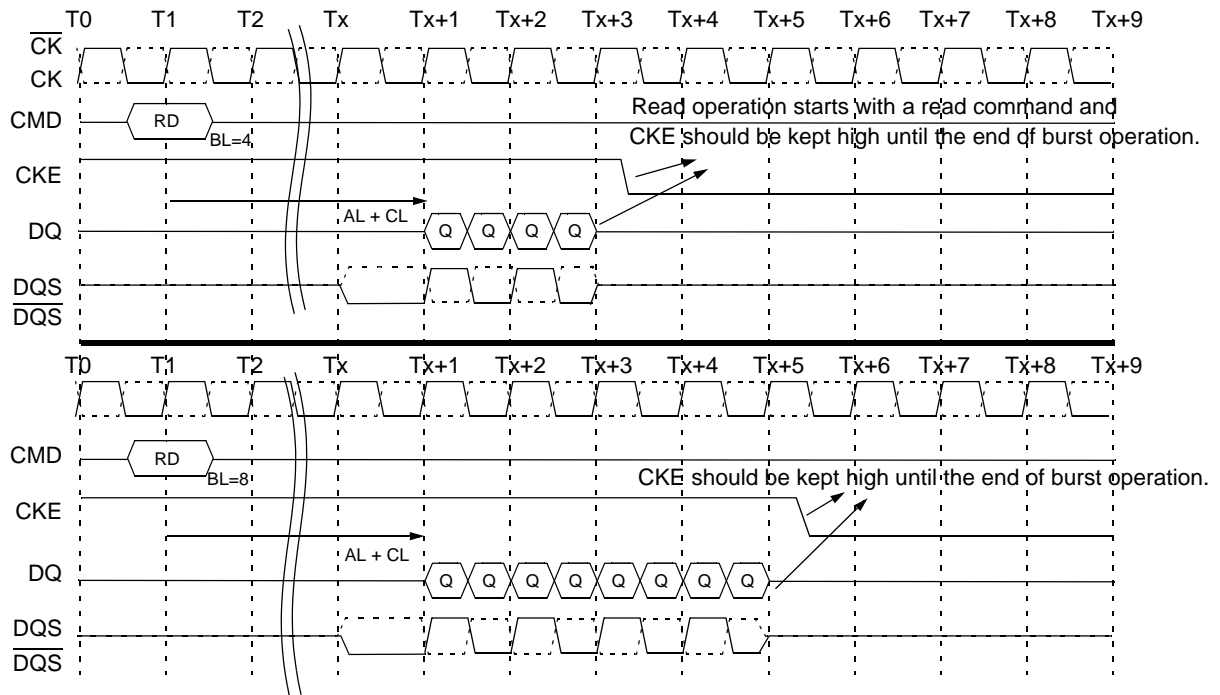 T0 T1 T2 Tx Tx+1 Tx+2 Tx+3 Tx+4 Tx+5 Tx+6 Tx+7 Tx+8 Tx+9
CK
CK
CMD RD BL=4
Read operation starts with a read command and
CKE should be kept high until the end of burst operation.
CKE
AL + CL
DQ Q Q Q Q
DQS
DQS
T0 T1 T2 Tx Tx+1 Tx+2 Tx+3 Tx+4 Tx+5 Tx+6 Tx+7 Tx+8 Tx+9
CMD RD BL=8
CKE should be kept high until the end of burst operation.
CKE
AL + CL
DQ Q Q Q Q Q Q Q Q
DQS
DQS